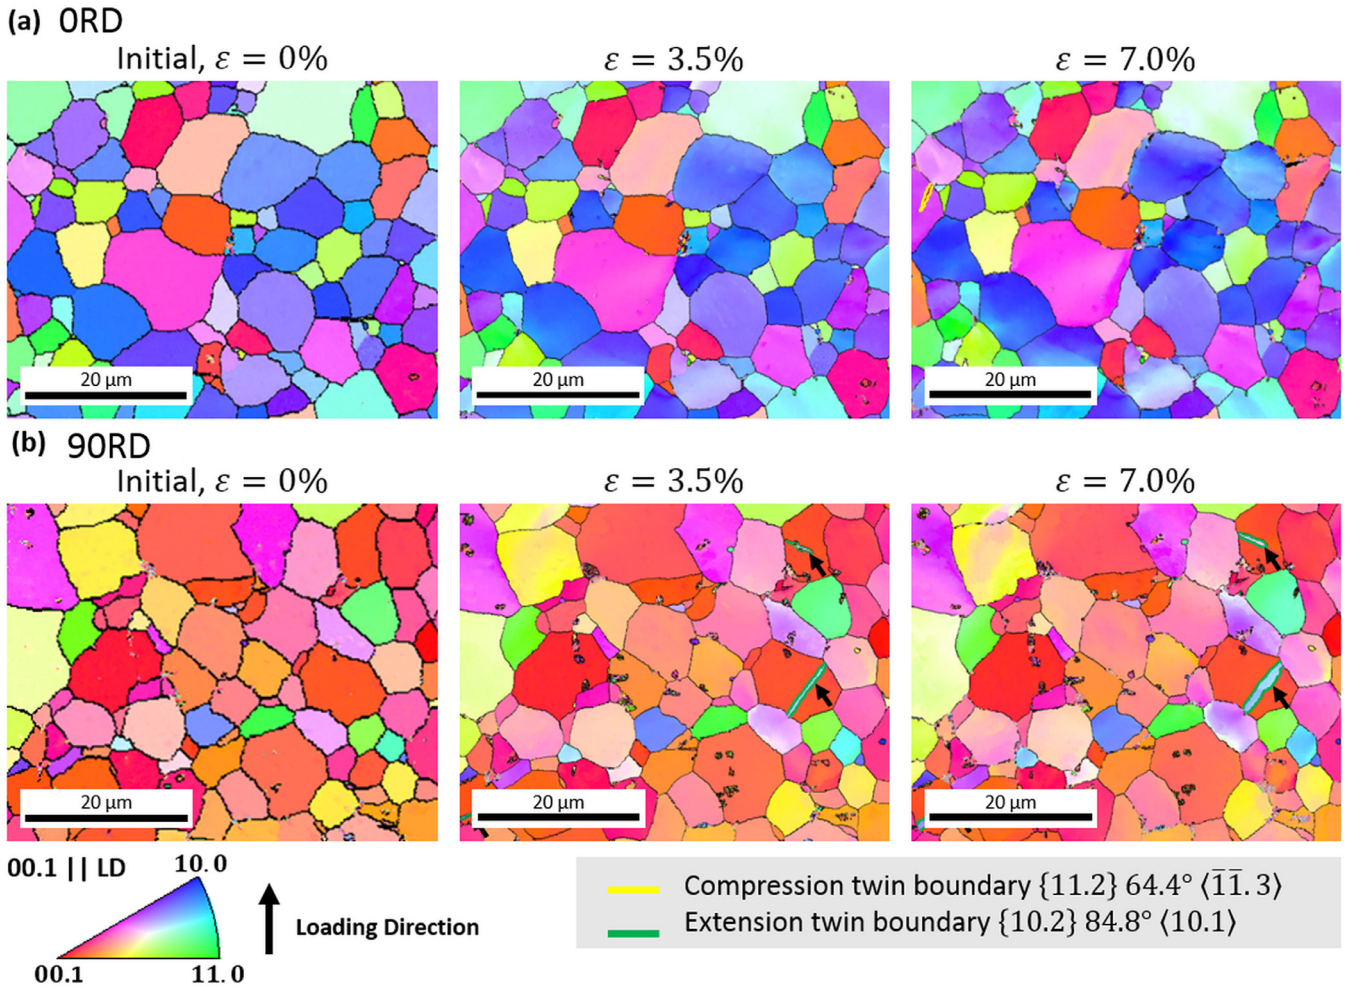 (a) 0RD
Initial, ε = 0%
ε = 3.5%
ε = 7.0%
20 μm
20 μm
20 μm
(b) 90RD
Initial, ε = 0%
ε = 3.5%
ε = 7.0%
20 μm
20 μm
20 μm
00.1 || LD
10.0
00.1
11.0
Loading Direction
Compression twin boundary {11.2} 64.4° ⟨1̅1̅.3⟩
Extension twin boundary {10.2} 84.8° ⟨10.1⟩